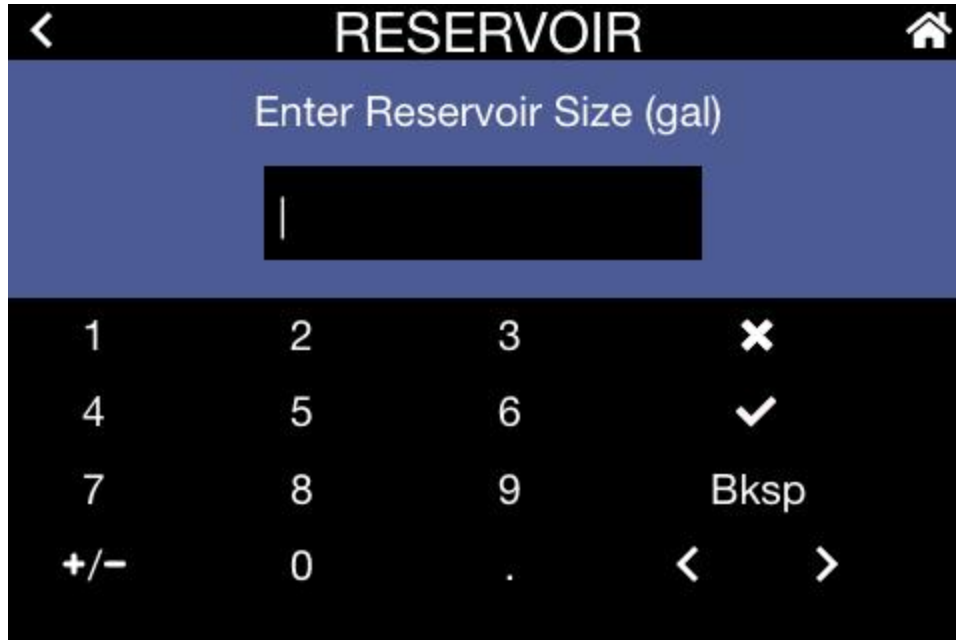 RESERVOIR
Enter Reservoir Size (gal)
1 2 3
4 5 6
7 8 9 Bksp
+/- 0 .